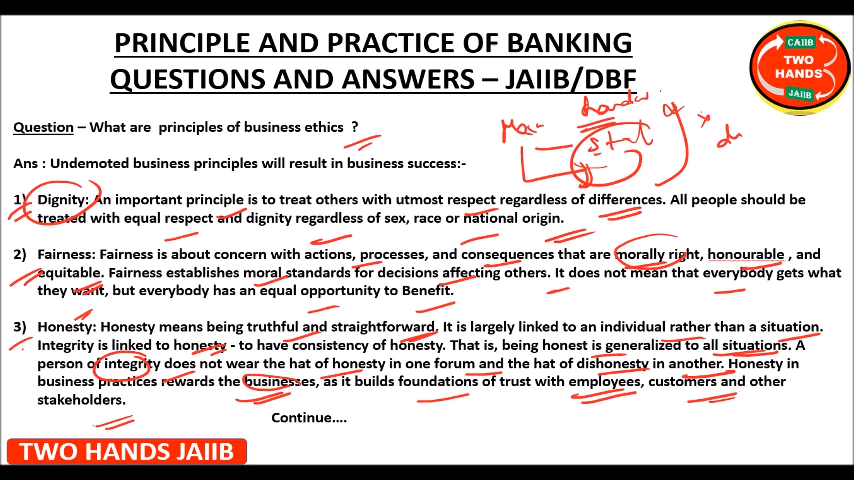 PRINCIPLE AND PRACTICE OF BANKING
QUESTIONS AND ANSWERS – JAIIB/DBF
CAIIB
TWO
HANDS
JAIIB
Question – What are principles of business ethics ?
Ans : Undemoted business principles will result in business success:-
1) Dignity: An important principle is to treat others with utmost respect regardless of differences. All people should be
treated with equal respect and dignity regardless of sex, race or national origin.
2) Fairness: Fairness is about concern with actions, processes, and consequences that are morally right, honourable , and
equitable. Fairness establishes moral standards for decisions affecting others. It does not mean that everybody gets what
they want, but everybody has an equal opportunity to Benefit.
3) Honesty: Honesty means being truthful and straightforward. It is largely linked to an individual rather than a situation.
Integrity is linked to honesty - to have consistency of honesty. That is, being honest is generalized to all situations. A
person of integrity does not wear the hat of honesty in one forum and the hat of dishonesty in another. Honesty in
business practices rewards the businesses, as it builds foundations of trust with employees, customers and other
stakeholders.
Continue....
TWO HANDS JAIIB